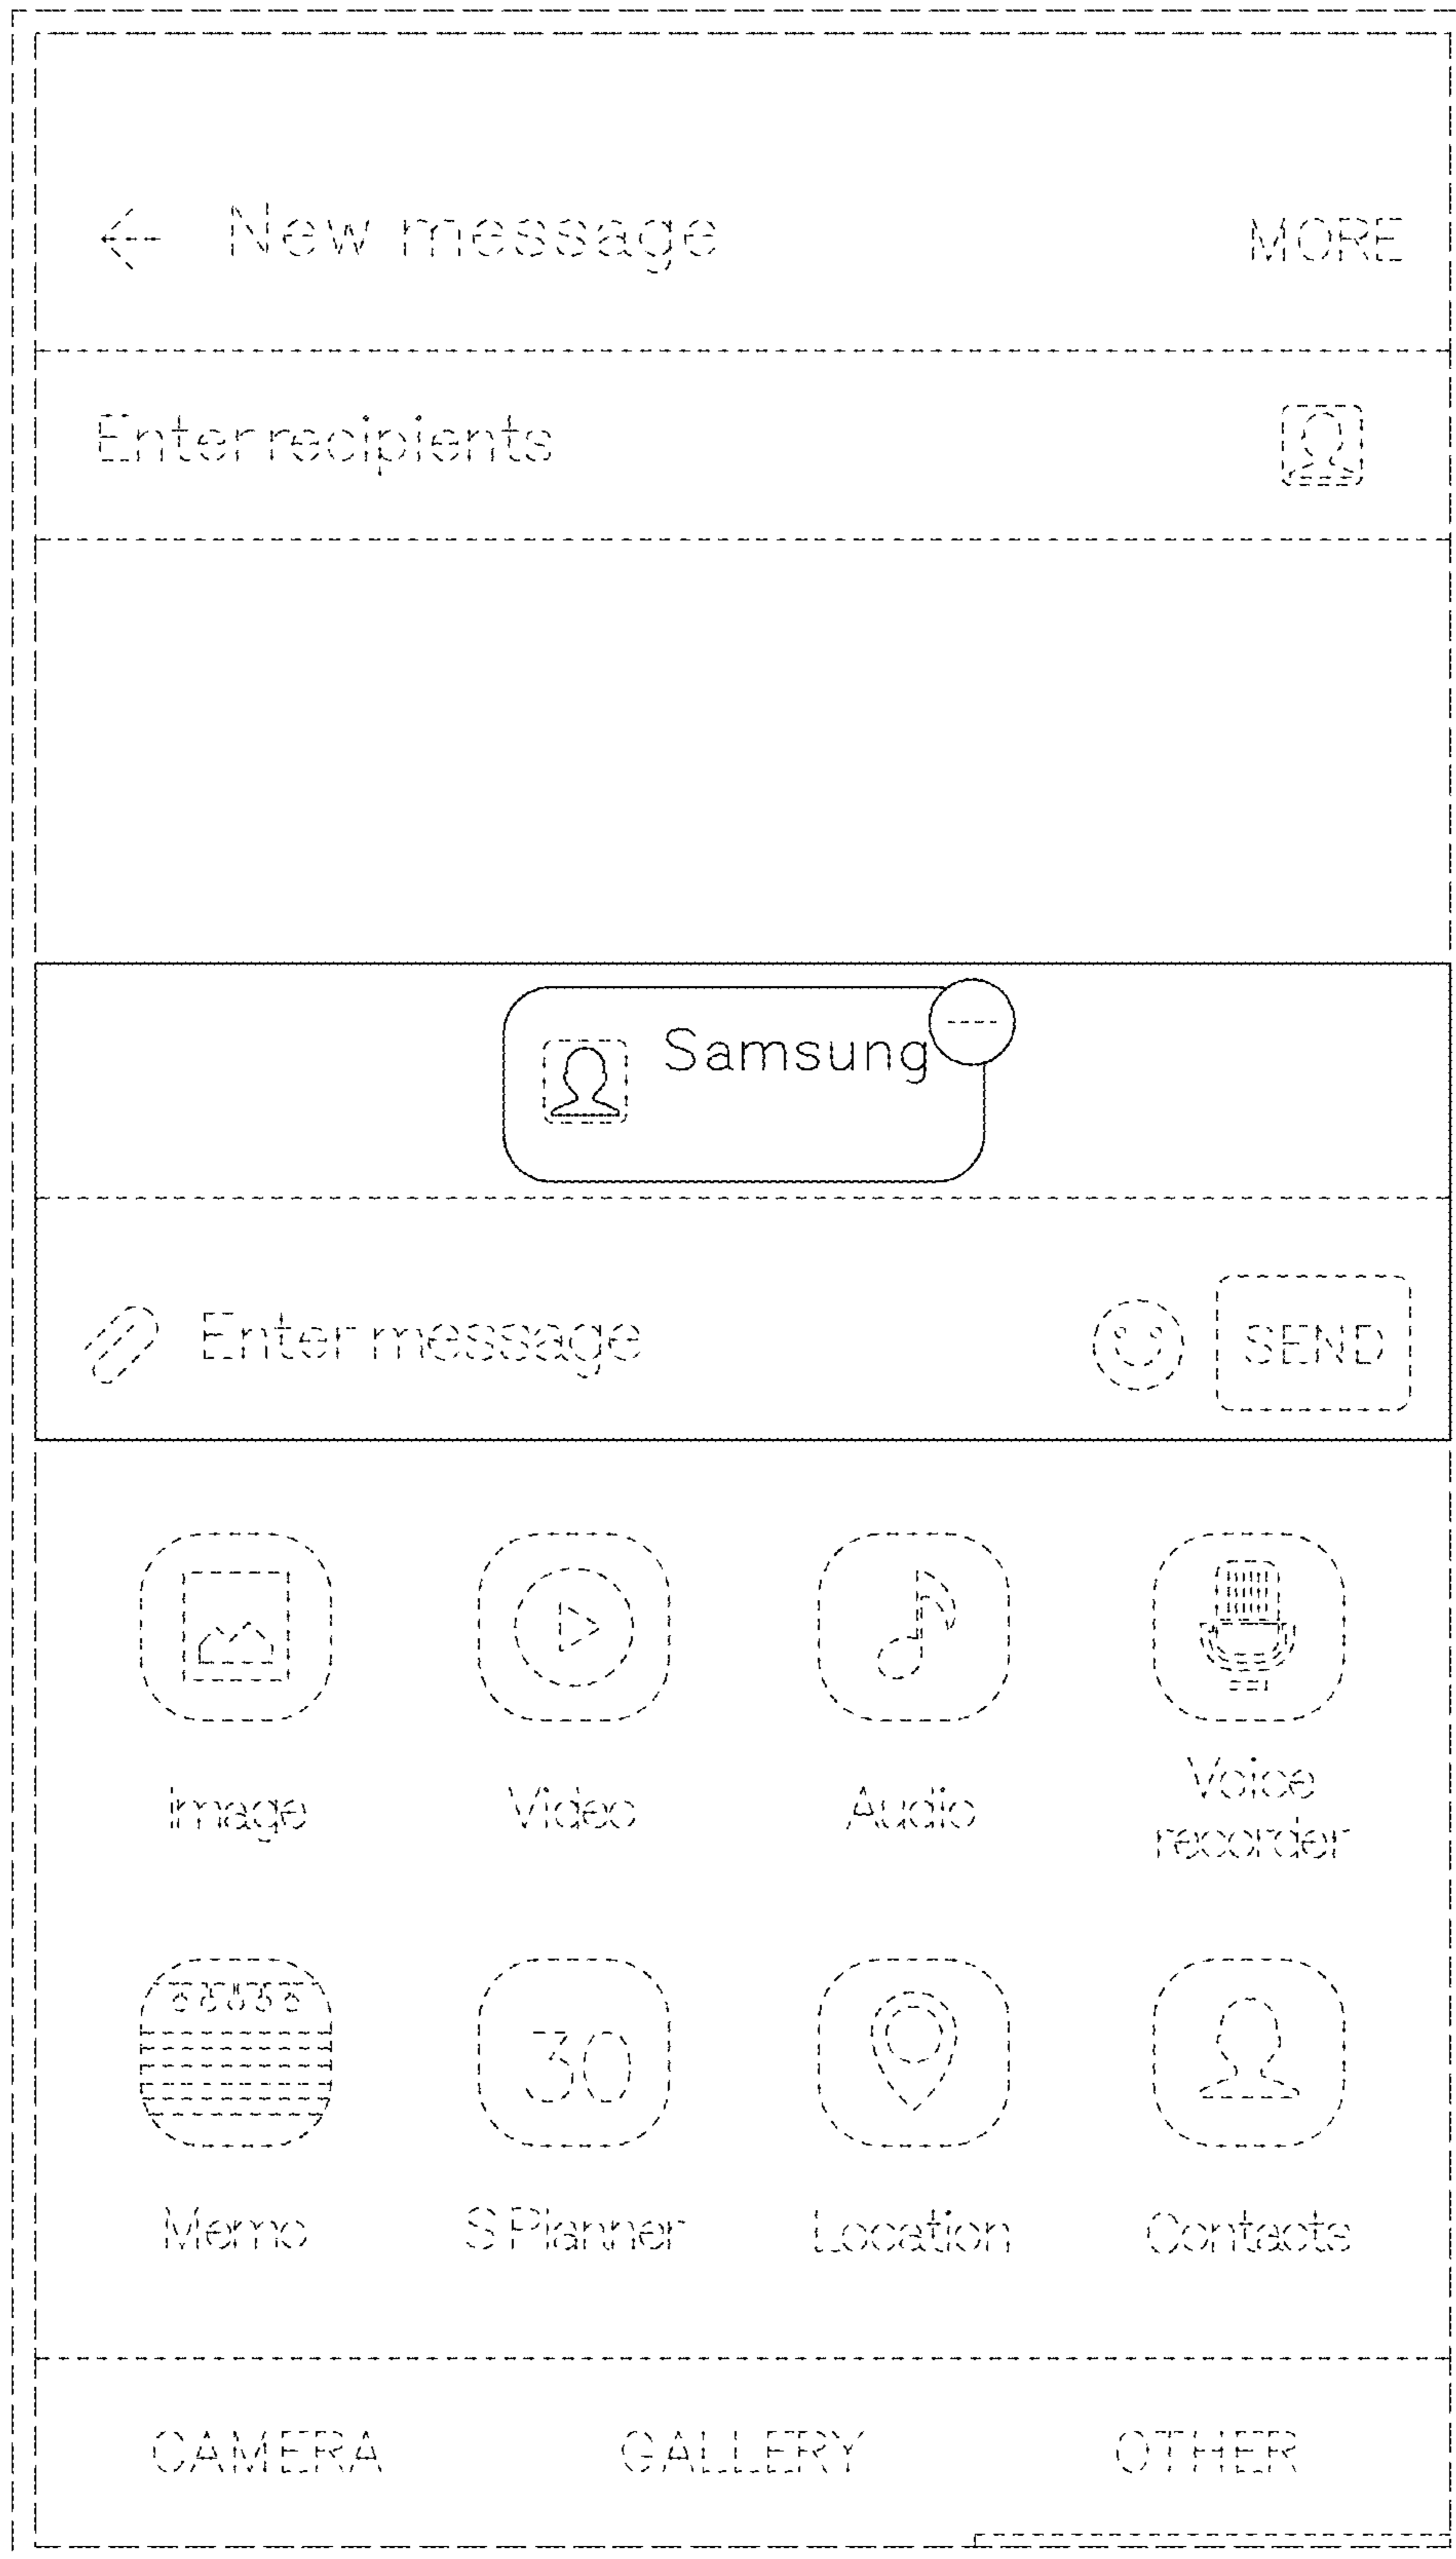 New message MORE
Enter recipients
Samsung
Enter message SEND
Image Video Audio Voice
recorder
30
Memo S Planner Location Contacts
CAMERA GALLERY OTHER